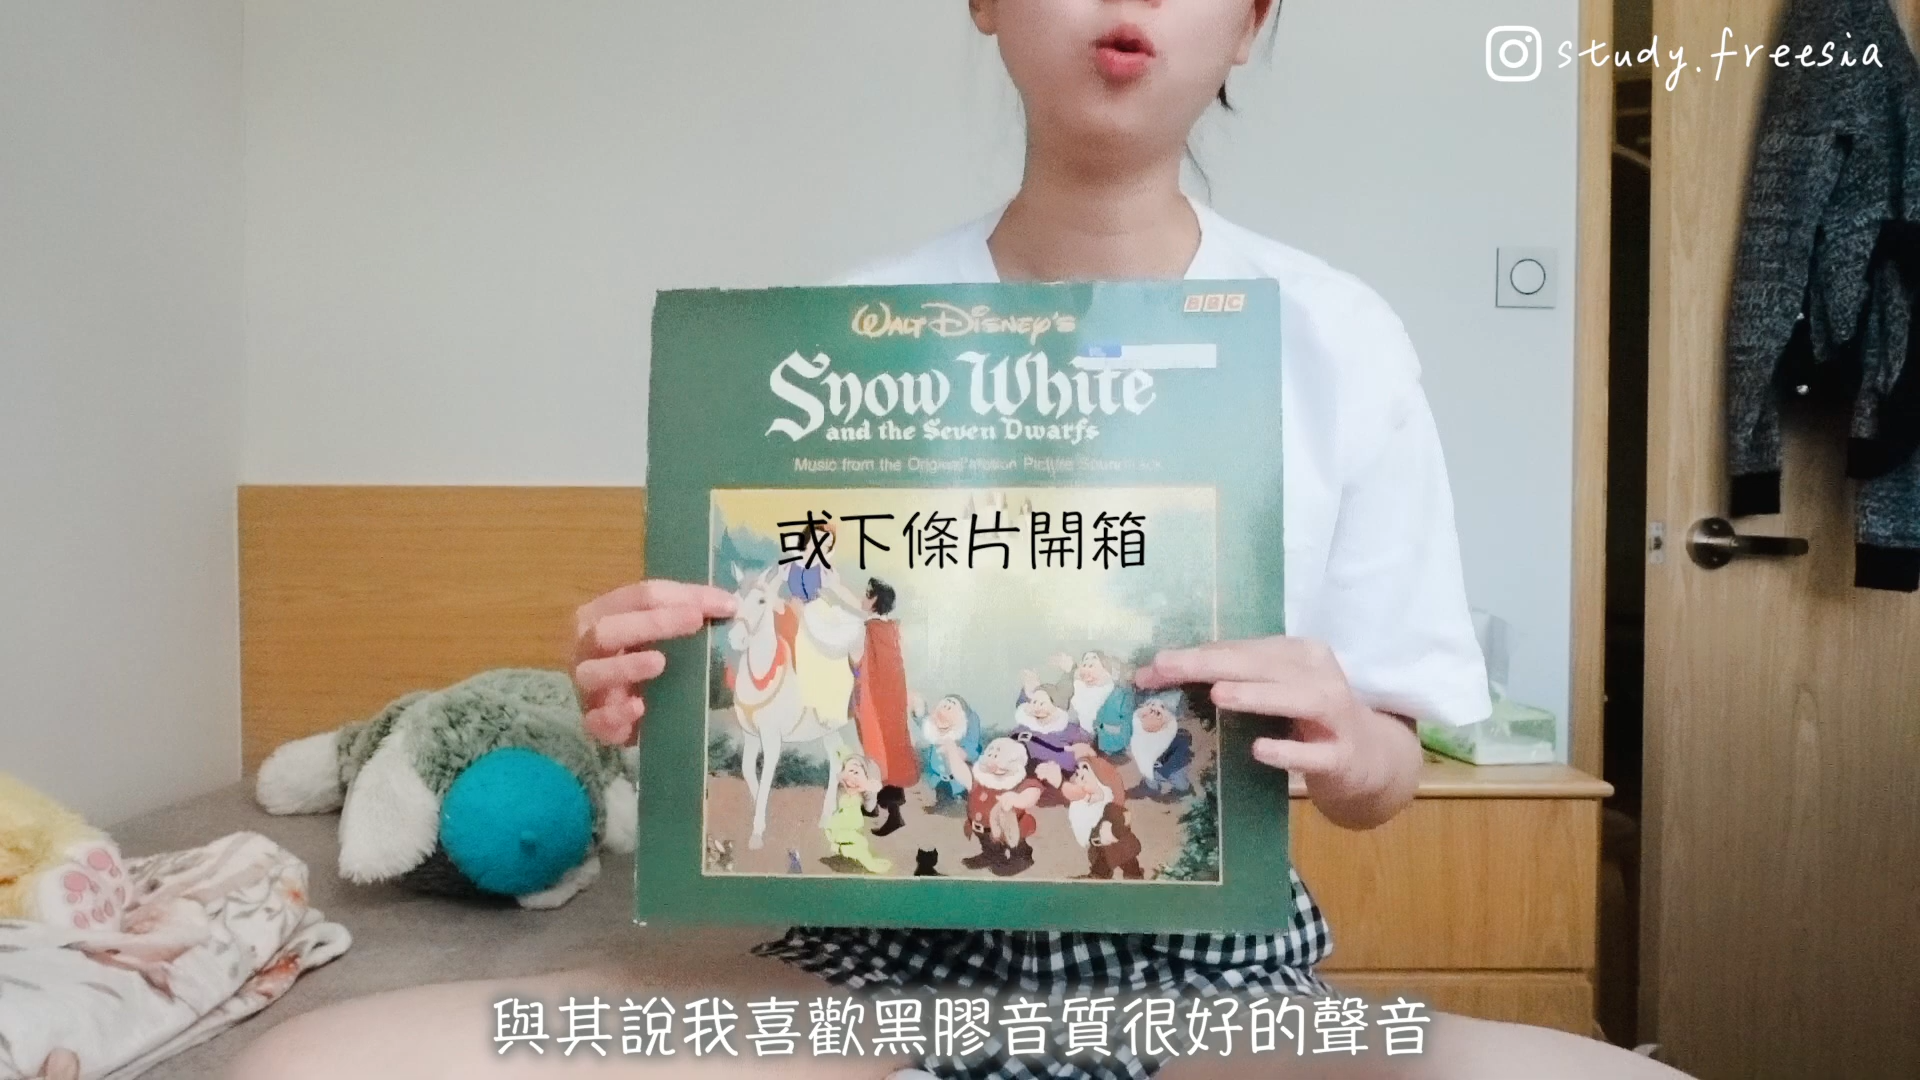 study.freesia
BBC
WALT DISNEY'S
Snow White
and the Seven Dwarfs
Music from the Original Motion Picture Soundtrack
或下條片開箱
與其說我喜歡黑膠音質很好的聲音